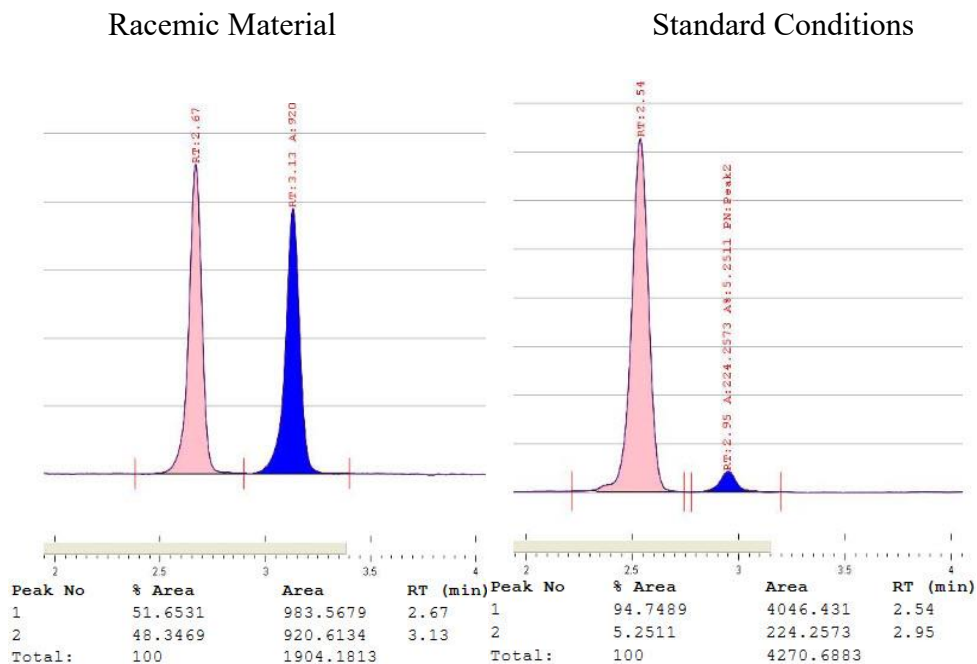 Racemic Material
RT:2.67
RT:3.13 A:920
2 2.5 3 3.5 4
Peak No % Area Area RT (min)
1 51.6531 983.5679 2.67
2 48.3469 920.6134 3.13
Total: 100 1904.1813
Standard Conditions
RT:2.54
RT:2.95 A:224.2573 A%:5.2511 PN:Peak2
2 2.5 3 3.5 4
Peak No % Area Area RT (min)
1 94.7489 4046.431 2.54
2 5.2511 224.2573 2.95
Total: 100 4270.6883